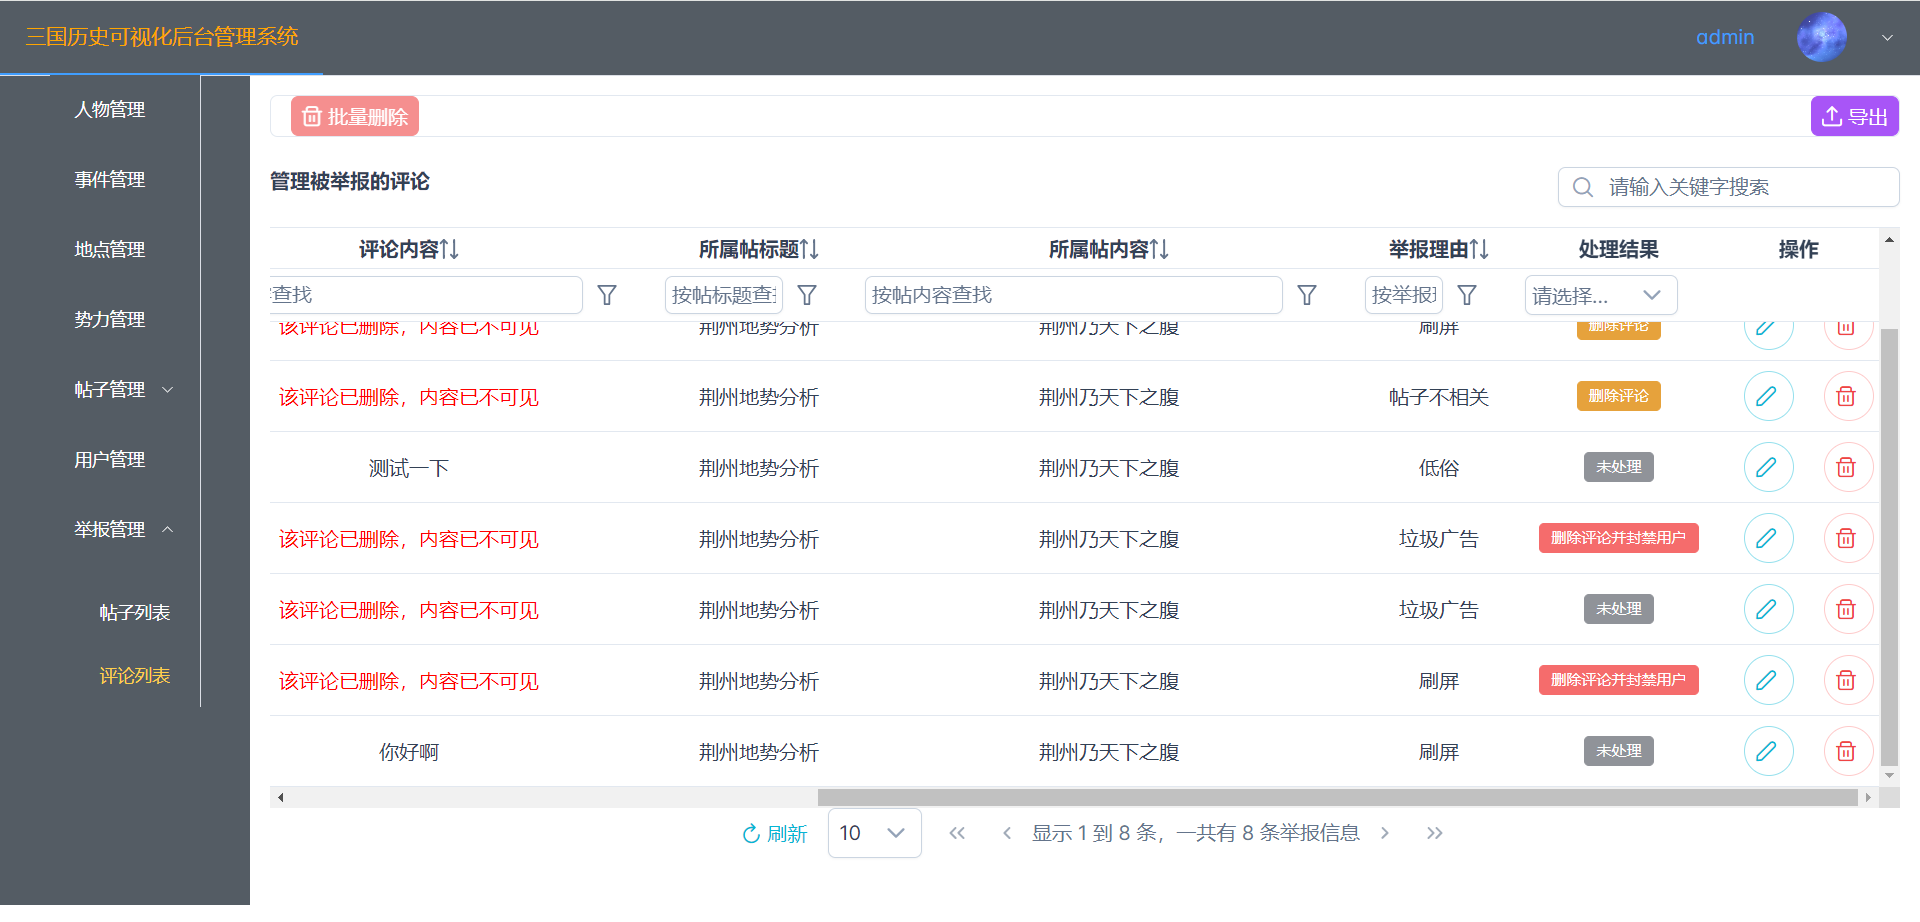 三国历史可视化后台管理系统
admin
人物管理
事件管理
地点管理
势力管理
帖子管理
用户管理
举报管理
帖子列表
评论列表
批量删除
导出
管理被举报的评论
请输入关键字搜索
评论内容 所属帖标题 所属帖内容 举报理由 处理结果 操作
查找 按帖标题查 按帖内容查找 按举报 请选择...
该评论已删除，内容已不可见 荆州地势分析 荆州乃天下之腹 刷屏 删除评论
该评论已删除，内容已不可见 荆州地势分析 荆州乃天下之腹 帖子不相关 删除评论
测试一下 荆州地势分析 荆州乃天下之腹 低俗 未处理
该评论已删除，内容已不可见 荆州地势分析 荆州乃天下之腹 垃圾广告 删除评论并封禁用户
该评论已删除，内容已不可见 荆州地势分析 荆州乃天下之腹 垃圾广告 未处理
该评论已删除，内容已不可见 荆州地势分析 荆州乃天下之腹 刷屏 删除评论并封禁用户
你好啊 荆州地势分析 荆州乃天下之腹 刷屏 未处理
刷新 10 显示 1 到 8 条，一共有 8 条举报信息